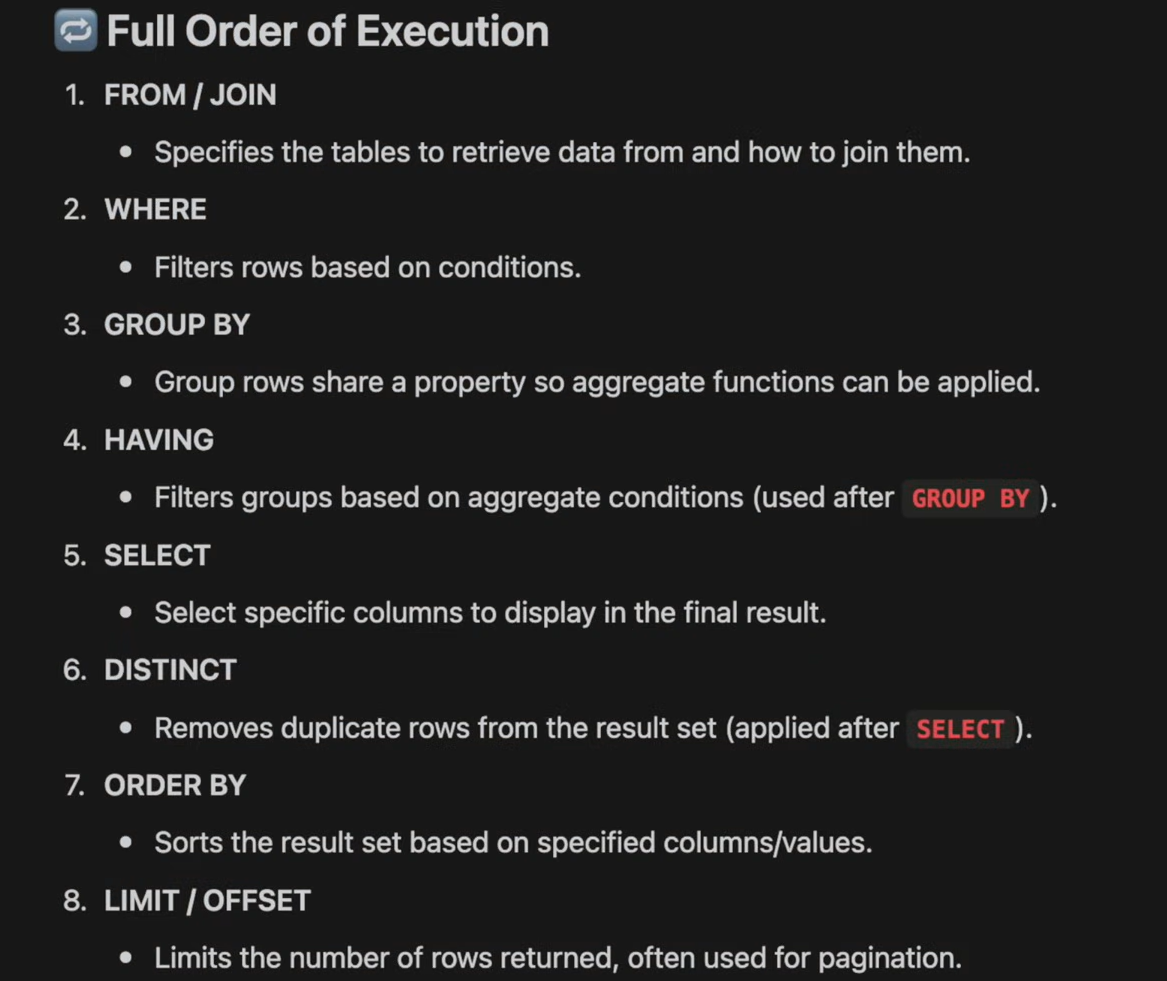 🔁 Full Order of Execution
1. FROM / JOIN
• Specifies the tables to retrieve data from and how to join them.
2. WHERE
• Filters rows based on conditions.
3. GROUP BY
• Group rows share a property so aggregate functions can be applied.
4. HAVING
• Filters groups based on aggregate conditions (used after GROUP BY ).
5. SELECT
• Select specific columns to display in the final result.
6. DISTINCT
• Removes duplicate rows from the result set (applied after SELECT ).
7. ORDER BY
• Sorts the result set based on specified columns/values.
8. LIMIT / OFFSET
• Limits the number of rows returned, often used for pagination.